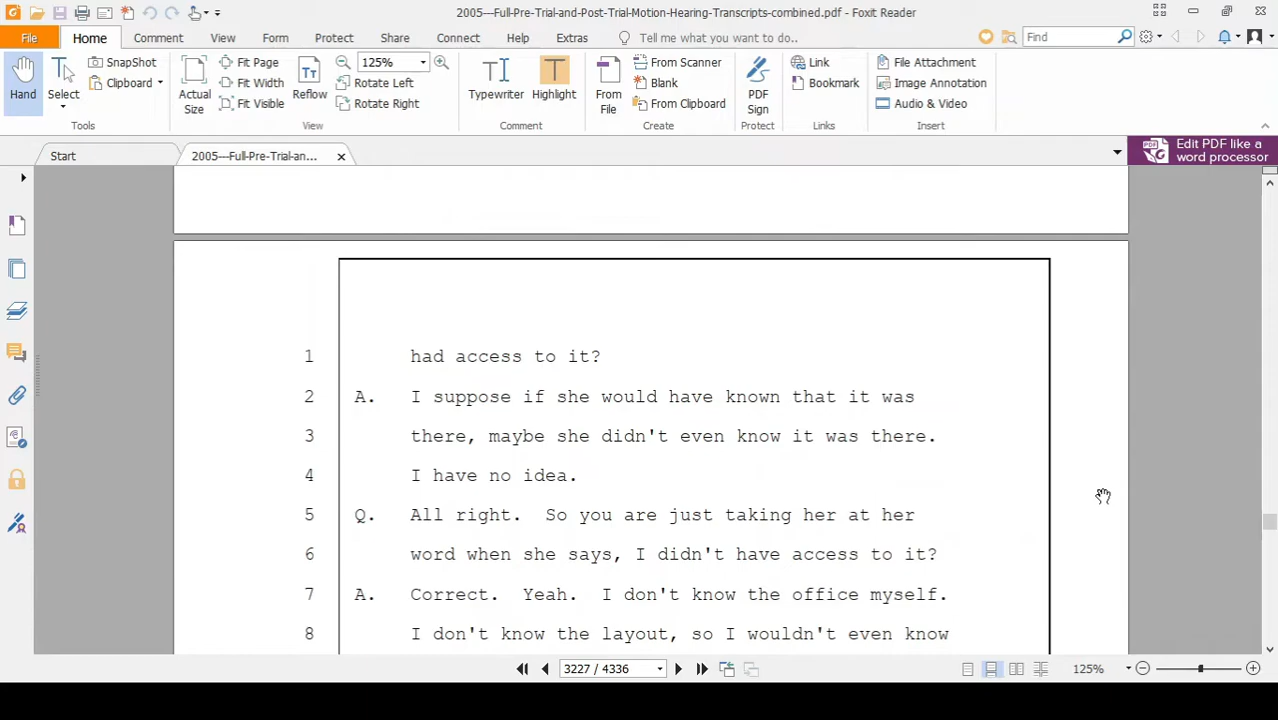 2005---Full-Pre-Trial-and-Post-Trial-Motion-Hearing-Transcripts-combined.pdf - Foxit Reader
File Home Comment View Form Protect Share Connect Help Extras Tell me what you want to do.. Find
Hand
Select
SnapShot
Clipboard
Tools
Actual Size
Fit Page
Fit Width
Fit Visible
Reflow
125%
Rotate Left
Rotate Right
View
Typewriter
Highlight
Comment
From File
From Scanner
Blank
From Clipboard
Create
PDF Sign
Protect
Link
Bookmark
Links
File Attachment
Image Annotation
Audio & Video
Insert
Start
2005---Full-Pre-Trial-an...
Edit PDF like a
word processor
1 had access to it?
2 A. I suppose if she would have known that it was
3 there, maybe she didn't even know it was there.
4 I have no idea.
5 Q. All right. So you are just taking her at her
6 word when she says, I didn't have access to it?
7 A. Correct. Yeah. I don't know the office myself.
8 I don't know the layout, so I wouldn't even know
3227 / 4336
125%